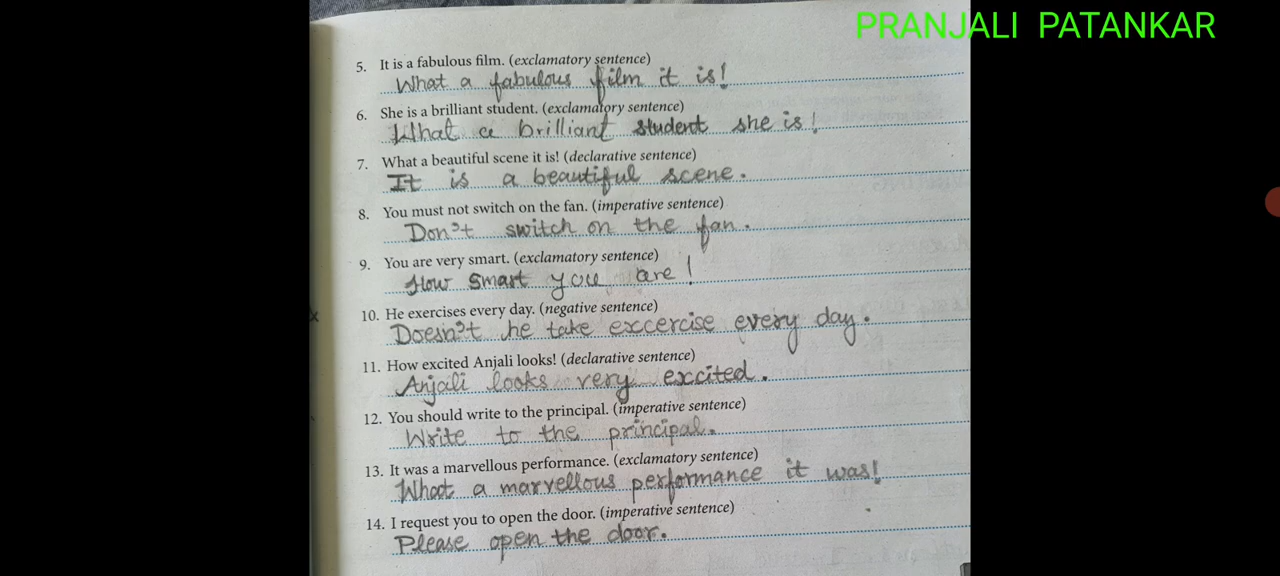 PRANJALI PATANKAR
5. It is a fabulous film. (exclamatory sentence)
What a fabulous film it is!
6. She is a brilliant student. (exclamatory sentence)
What a brilliant student she is!
7. What a beautiful scene it is! (declarative sentence)
It is a beautiful scene.
8. You must not switch on the fan. (imperative sentence)
Don't switch on the fan.
9. You are very smart. (exclamatory sentence)
How smart you are!
10. He exercises every day. (negative sentence)
Doesn't he take excercise every day.
11. How excited Anjali looks! (declarative sentence)
Anjali looks very excited.
12. You should write to the principal. (imperative sentence)
Write to the principal.
13. It was a marvellous performance. (exclamatory sentence)
What a marvellous performance it was!
14. I request you to open the door. (imperative sentence)
Please open the door.